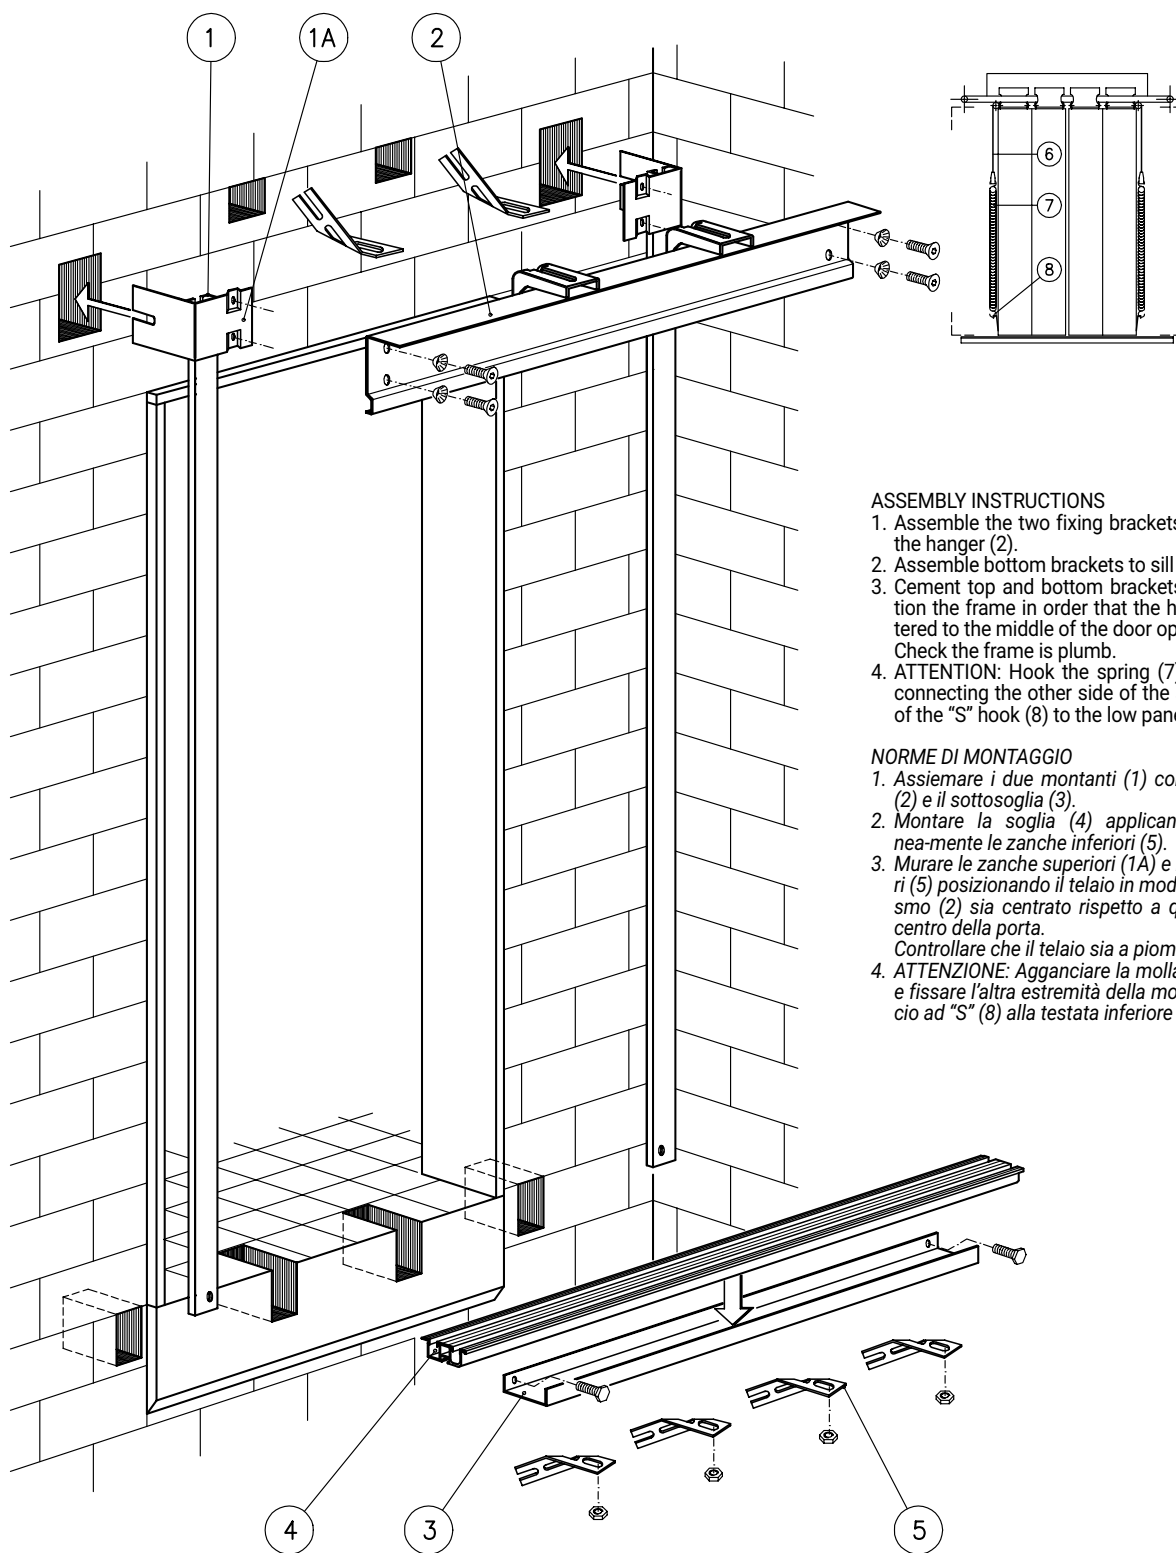 1
1A
2
6
7
8
ASSEMBLY INSTRUCTIONS
1. Assemble the two fixing brackets
the hanger (2).
2. Assemble bottom brackets to sill
3. Cement top and bottom brackets
tion the frame in order that the h
tered to the middle of the door op
Check the frame is plumb.
4. ATTENTION: Hook the spring (7)
connecting the other side of the
of the “S” hook (8) to the low pane
NORME DI MONTAGGIO
1. Assiemare i due montanti (1) co
(2) e il sottosoglia (3).
2. Montare la soglia (4) applican
nea-mente le zanche inferiori (5).
3. Murare le zanche superiori (1A) e
ri (5) posizionando il telaio in mod
smo (2) sia centrato rispetto a q
centro della porta.
Controllare che il telaio sia a piom
4. ATTENZIONE: Agganciare la molla
e fissare l’altra estremità della mo
cio ad “S” (8) alla testata inferiore
4
3
5